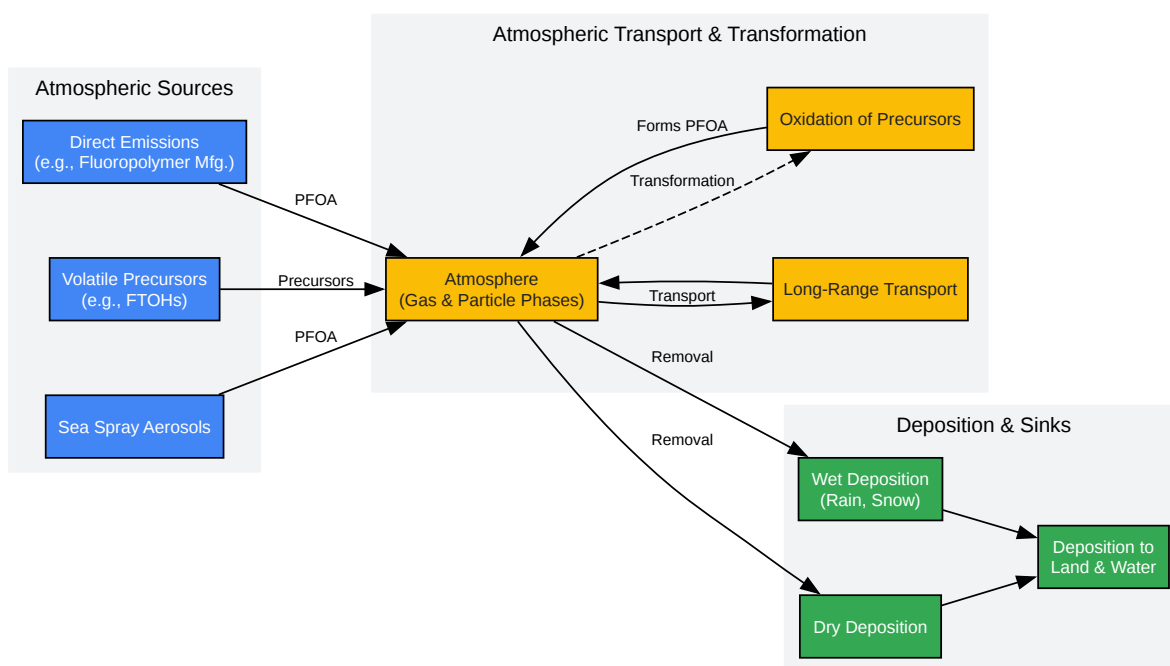 Atmospheric Sources
Direct Emissions
(e.g., Fluoropolymer Mfg.)
Volatile Precursors
(e.g., FTOHs)
Sea Spray Aerosols
PFOA
Precursors
PFOA
Atmospheric Transport & Transformation
Oxidation of Precursors
Forms PFOA
Transformation
Atmosphere
(Gas & Particle Phases)
Transport
Long-Range Transport
Removal
Removal
Deposition & Sinks
Wet Deposition
(Rain, Snow)
Dry Deposition
Deposition to
Land & Water